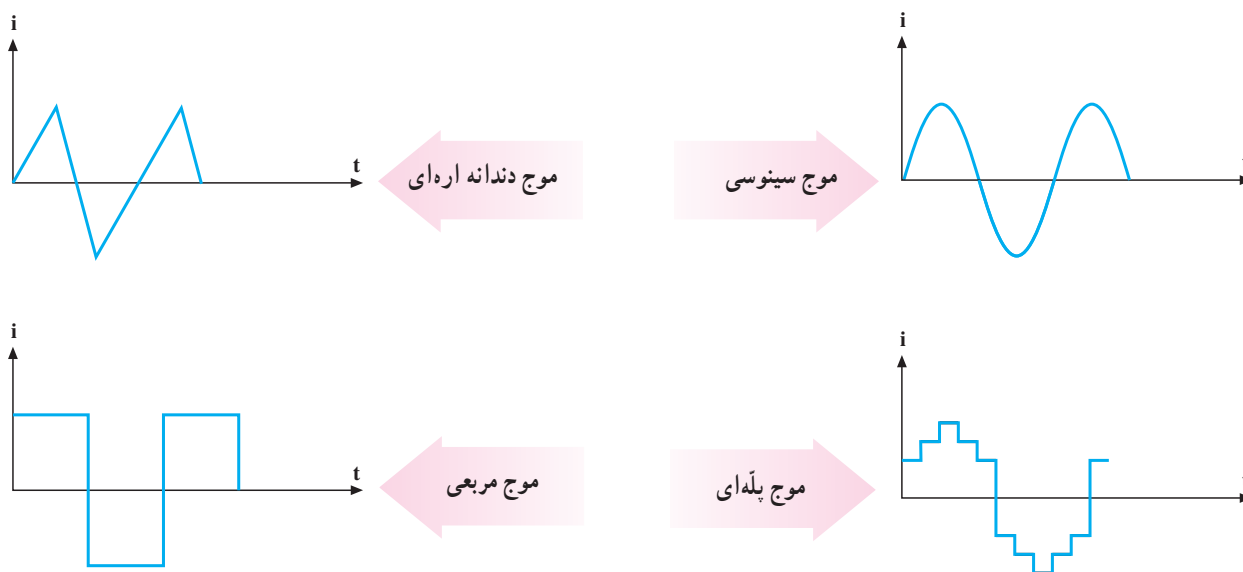 i
i
موج سینوسی
موج دندانه اره‌ای
t
i
i
موج پلّه‌ای
موج مربعی
t